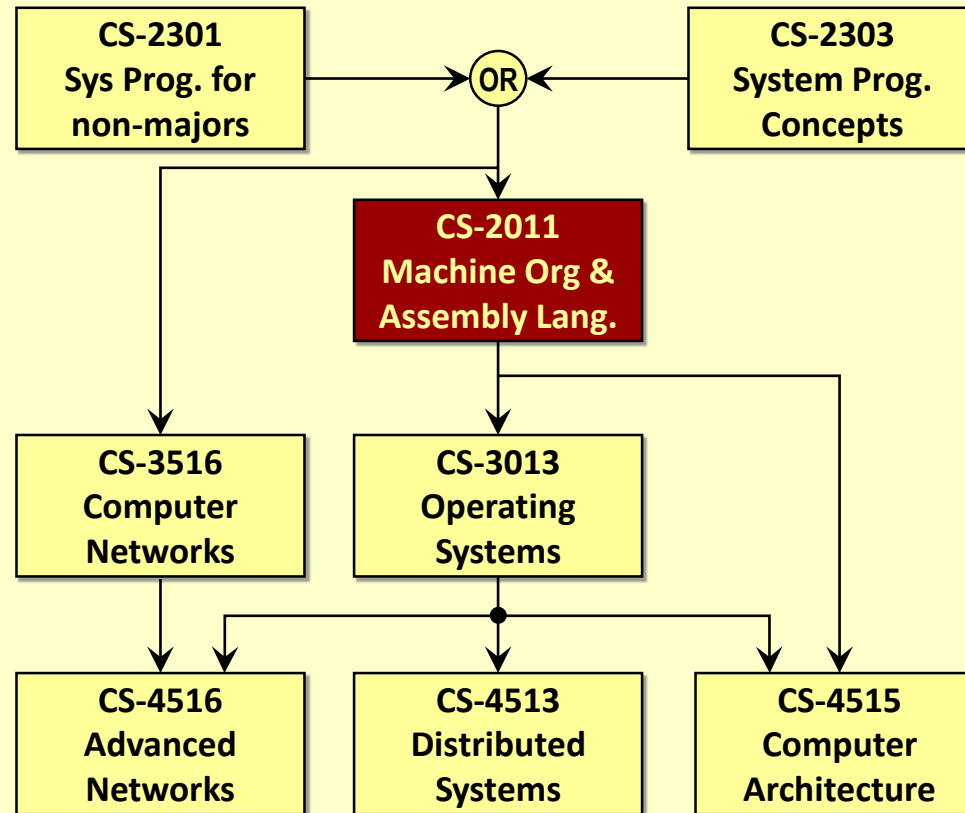 CS-2301
Sys Prog. for
non-majors
OR
CS-2303
System Prog.
Concepts
CS-2011
Machine Org &
Assembly Lang.
CS-3516
Computer
Networks
CS-3013
Operating
Systems
CS-4516
Advanced
Networks
CS-4513
Distributed
Systems
CS-4515
Computer
Architecture